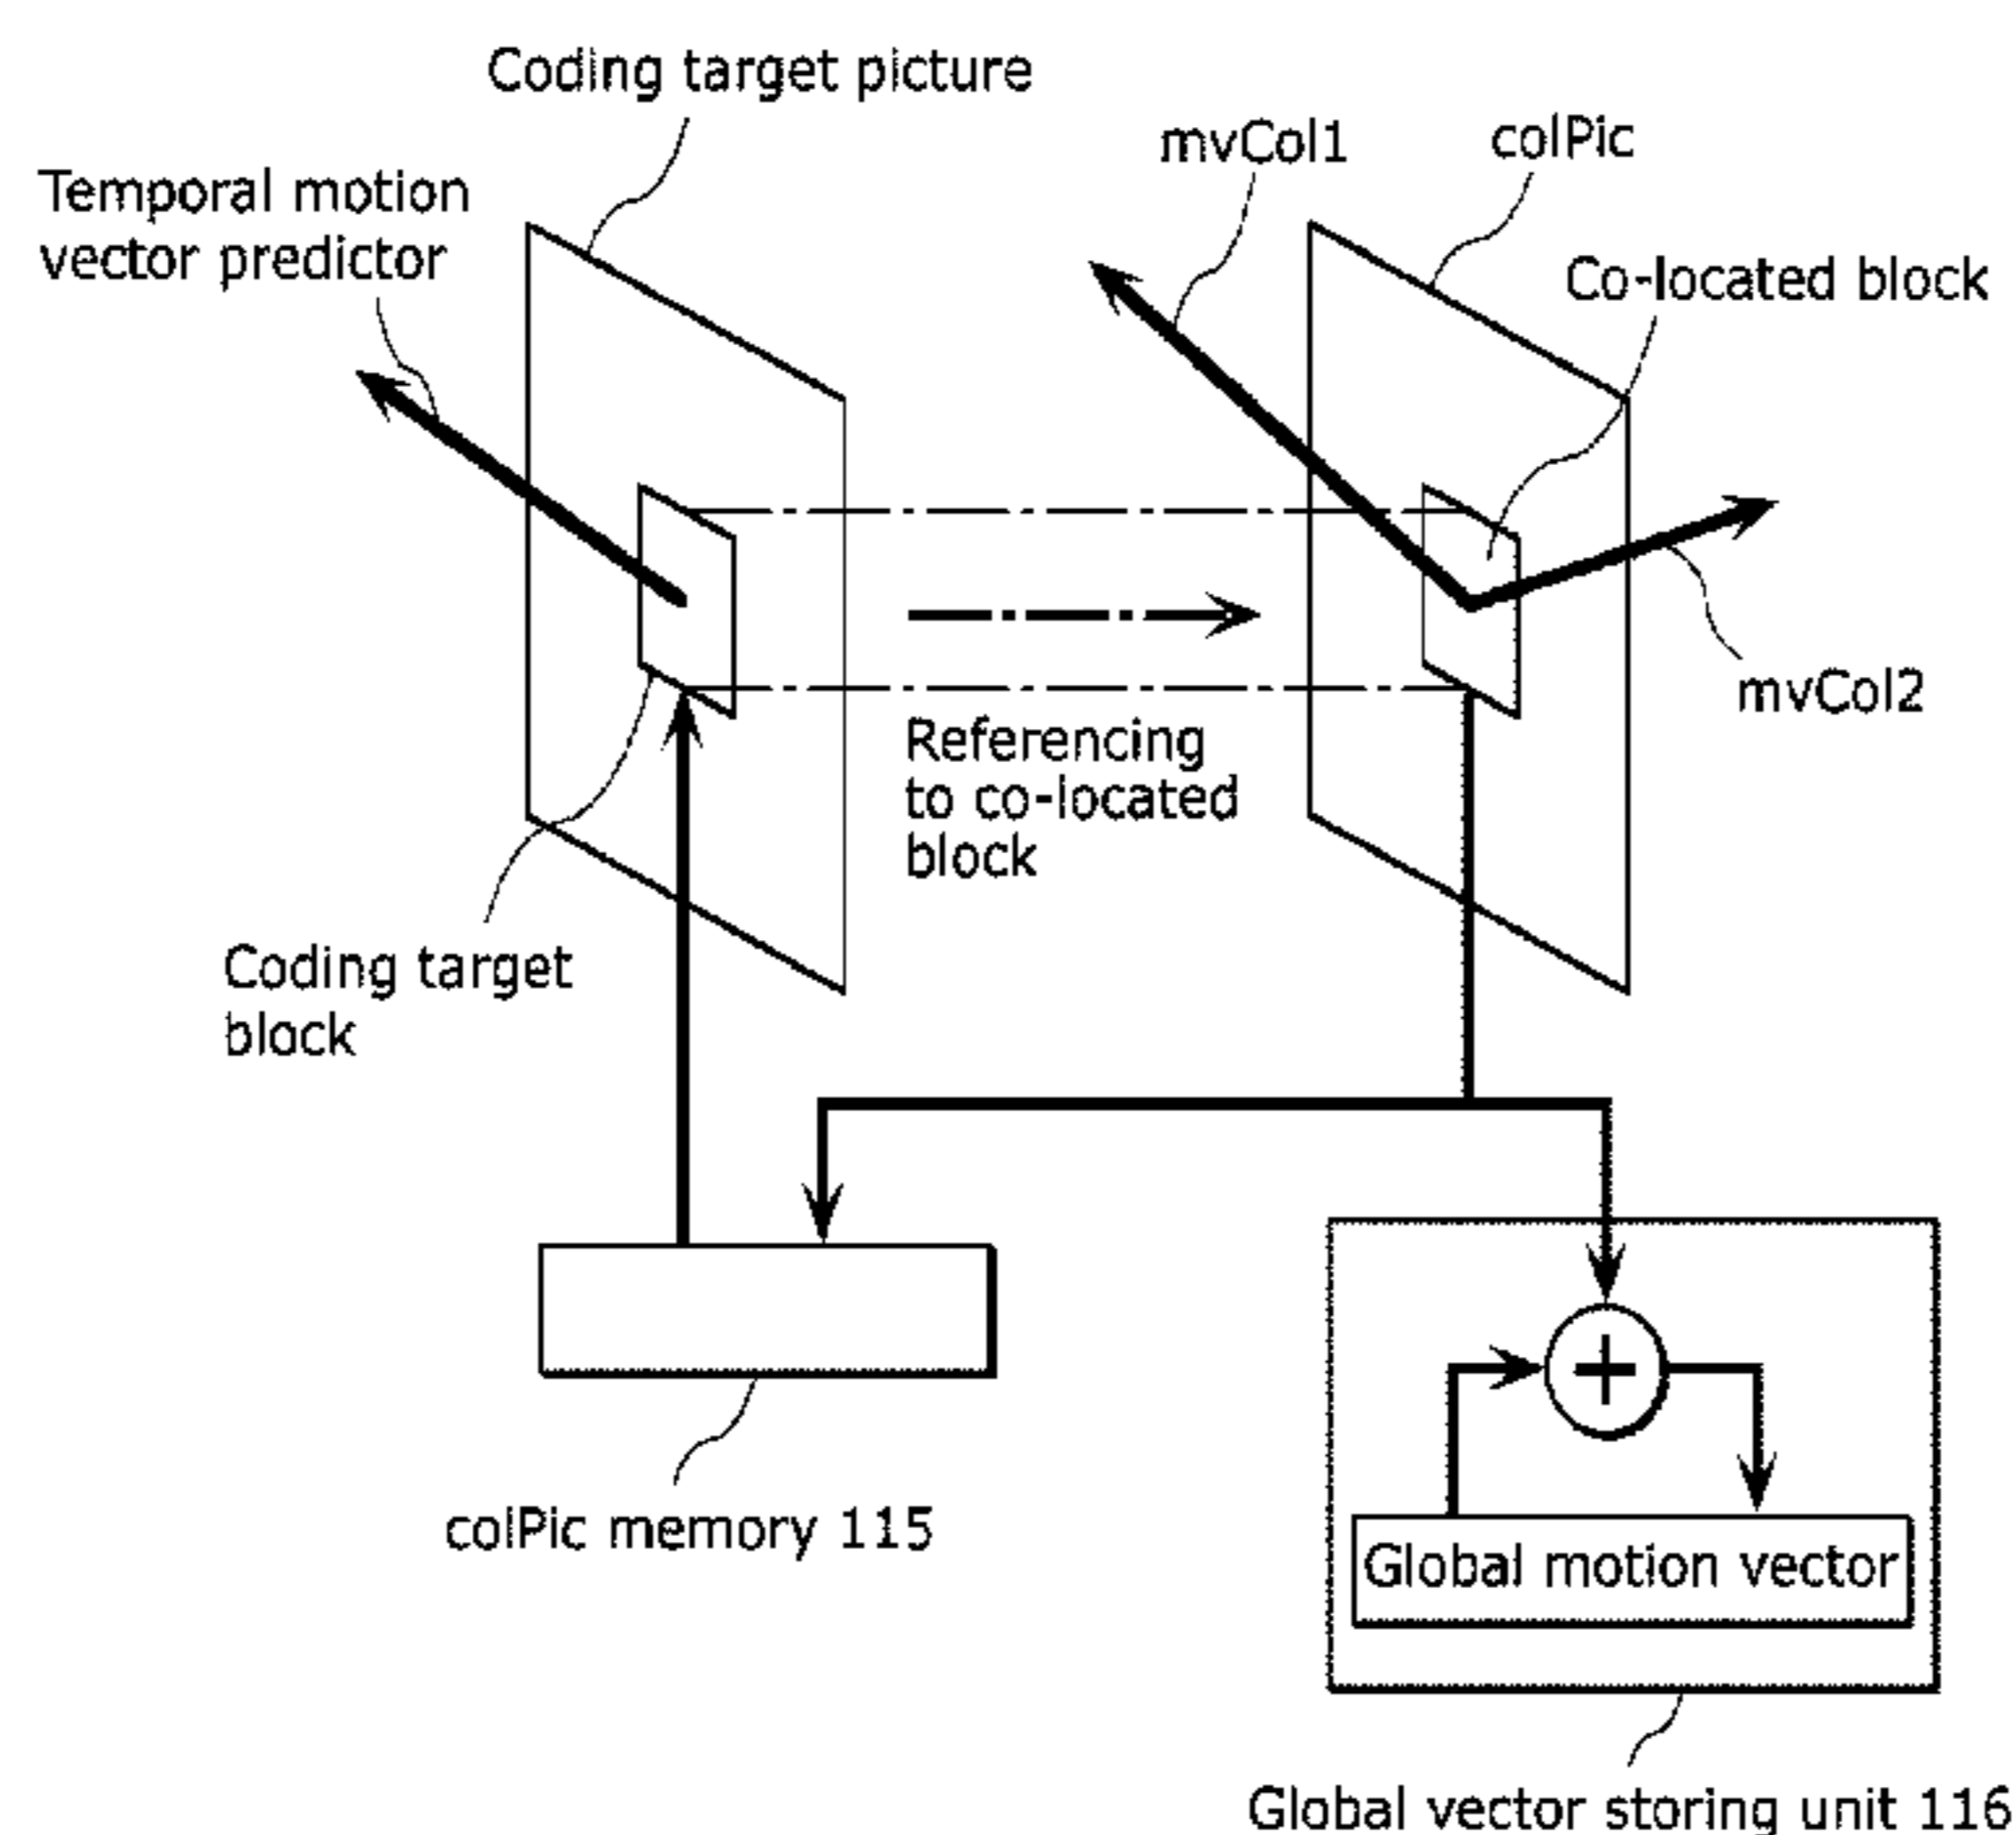 Coding target picture
mvCol1
colPic
Temporal motion
vector predictor
Co-located block
mvCol2
Referencing
to co-located
block
Coding target
block
colPic memory 115
Global motion vector
Global vector storing unit 116